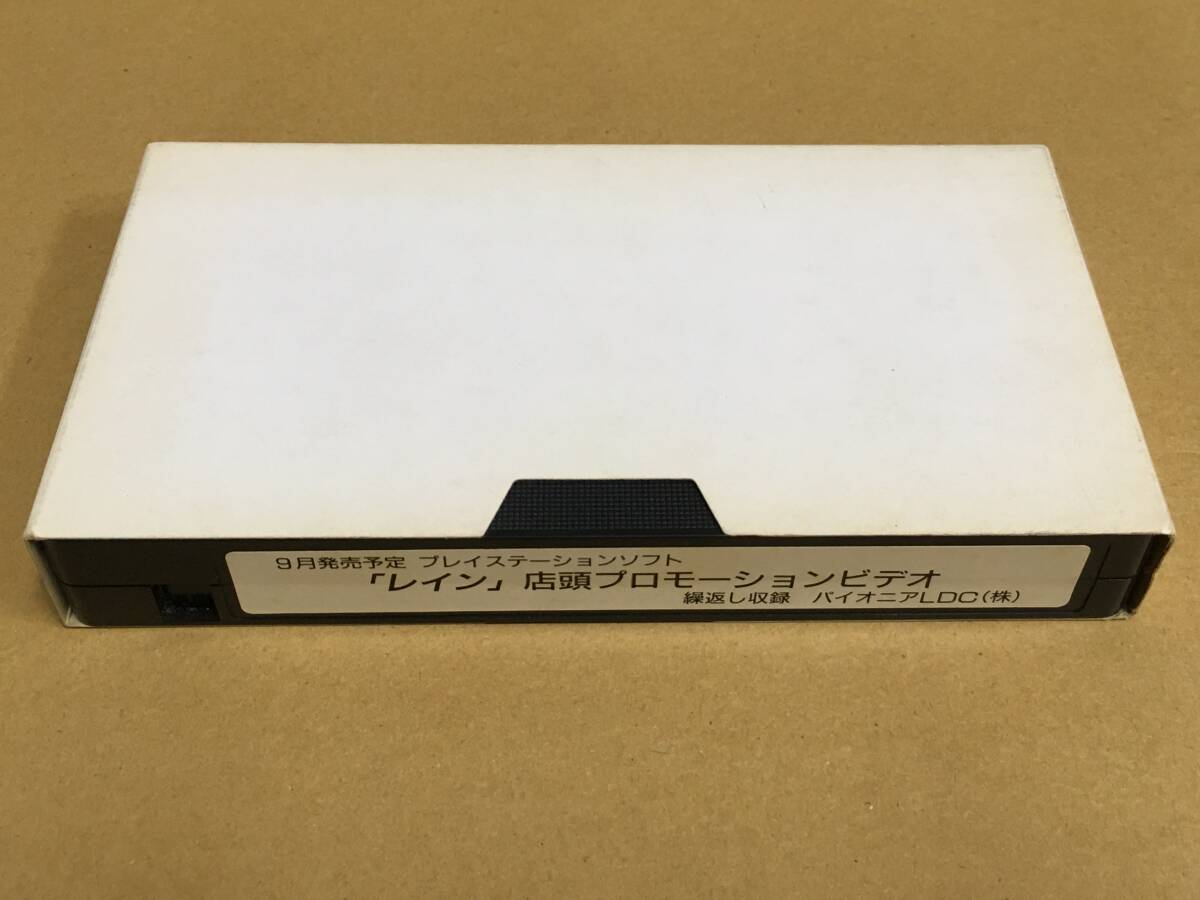 9月発売予定 プレイステーションソフト
「レイン」店頭プロモーションビデオ
繰返し収録 パイオニアLDC(株)